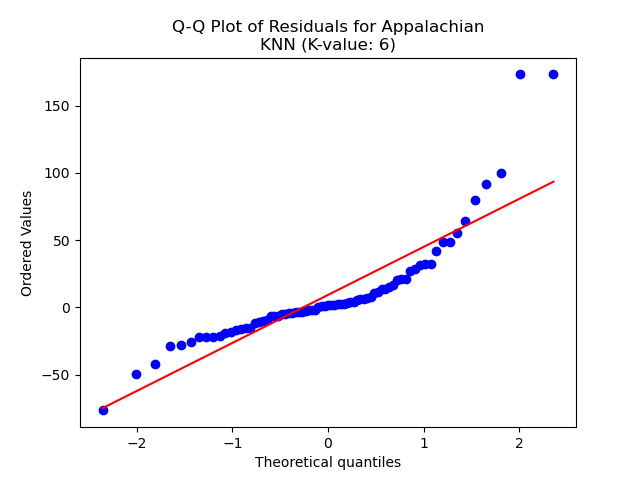 Q-Q Plot of Residuals for Appalachian
KNN (K-value: 6)
Ordered Values
150
100
50
0
−50
−2
−1
0
1
2
Theoretical quantiles